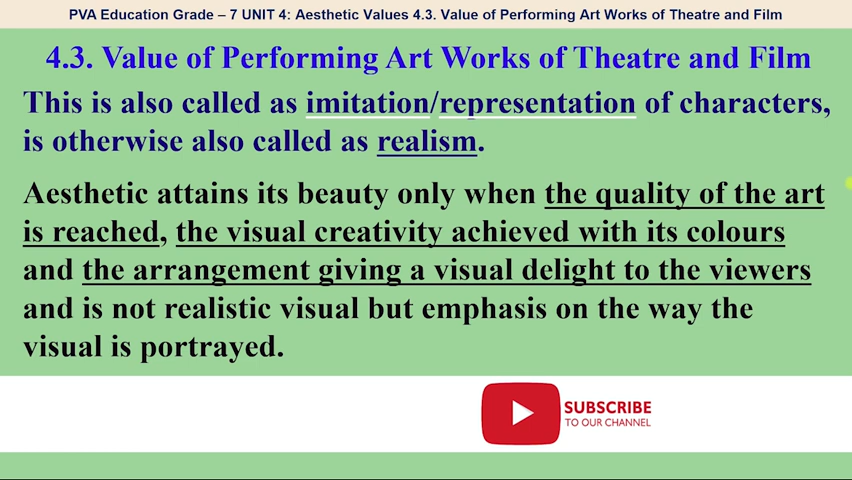 PVA Education Grade – 7 UNIT 4: Aesthetic Values 4.3. Value of Performing Art Works of Theatre and Film
4.3. Value of Performing Art Works of Theatre and Film
This is also called as imitation/representation of characters,
is otherwise also called as realism.
Aesthetic attains its beauty only when the quality of the art
is reached, the visual creativity achieved with its colours
and the arrangement giving a visual delight to the viewers
and is not realistic visual but emphasis on the way the
visual is portrayed.
SUBSCRIBE
TO OUR CHANNEL